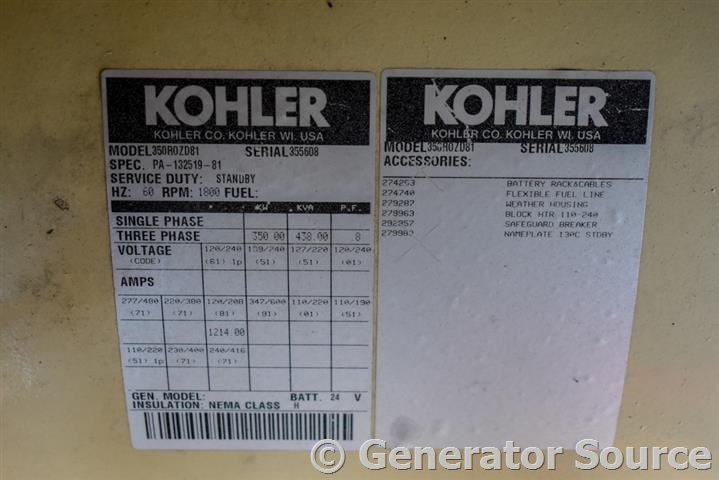 KOHLER
KOHLER CO. KOHLER WI. USA
MODEL 350ROZD81 SERIAL 355608
SPEC. PA-132519-81
SERVICE DUTY: STANDBY
HZ: 60 RPM: 1800 FUEL:
KW KVA P.F.
SINGLE PHASE
THREE PHASE 350.00 438.00 .8
VOLTAGE 120/240 139/240 127/220 120/240
(CODE) (61) 1p (51) (51) (01)
AMPS
277/480 220/380 120/208 347/600 110/220 110/190
(71) (71) (81) (91) (01) (51)
1214.00
110/220 230/400 240/416
(51) 1p (71) (71)
GEN. MODEL: BATT. 24 V
INSULATION: NEMA CLASS H
KOHLER
KOHLER CO. KOHLER WI. USA
MODEL 350ROZD81 SERIAL 355608
ACCESSORIES:
BATTERY RACK&CABLES
274740 FLEXIBLE FUEL LINE
279287 WEATHER HOUSING
279963 BLOCK HTR 110-240
292357 SAFEGUARD BREAKER
279980 NAMEPLATE 130C STDBY
© Generator Source